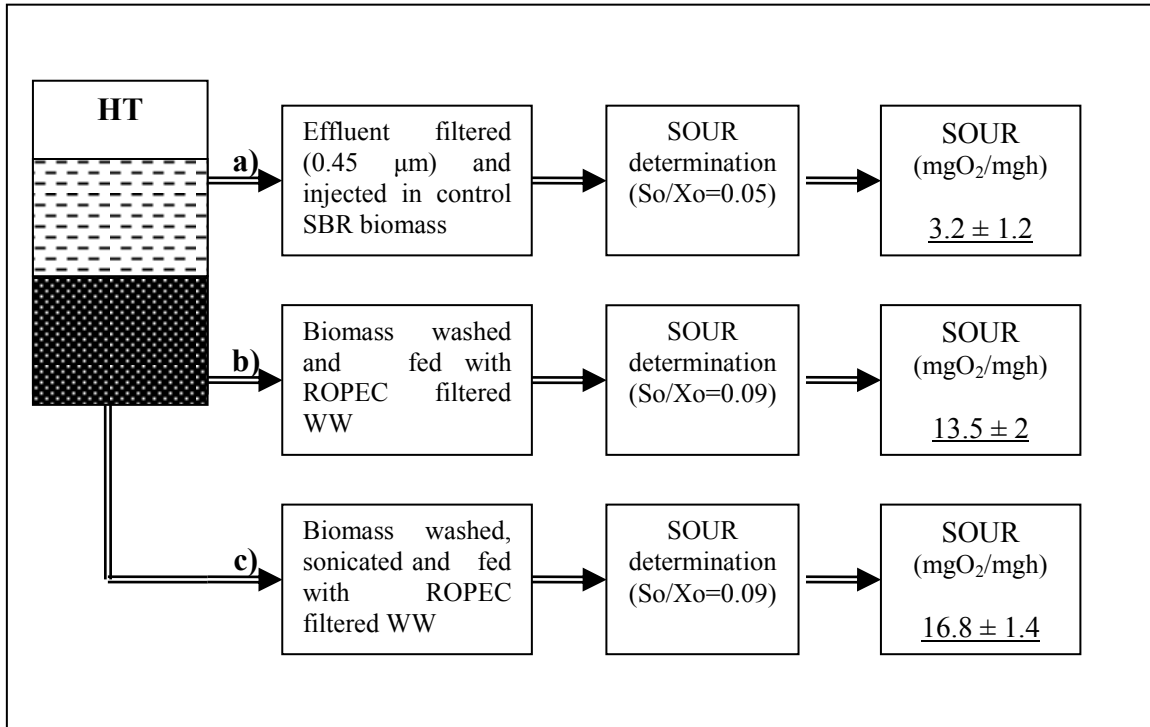 HT
a)
Effluent filtered
(0.45 μm) and
injected in control
SBR biomass
SOUR
determination
(So/Xo=0.05)
SOUR
(mgO₂/mgh)
3.2 ± 1.2
b)
Biomass washed
and fed with
ROPEC filtered
WW
SOUR
determination
(So/Xo=0.09)
SOUR
(mgO₂/mgh)
13.5 ± 2
c)
Biomass washed,
sonicated and fed
with ROPEC
filtered WW
SOUR
determination
(So/Xo=0.09)
SOUR
(mgO₂/mgh)
16.8 ± 1.4